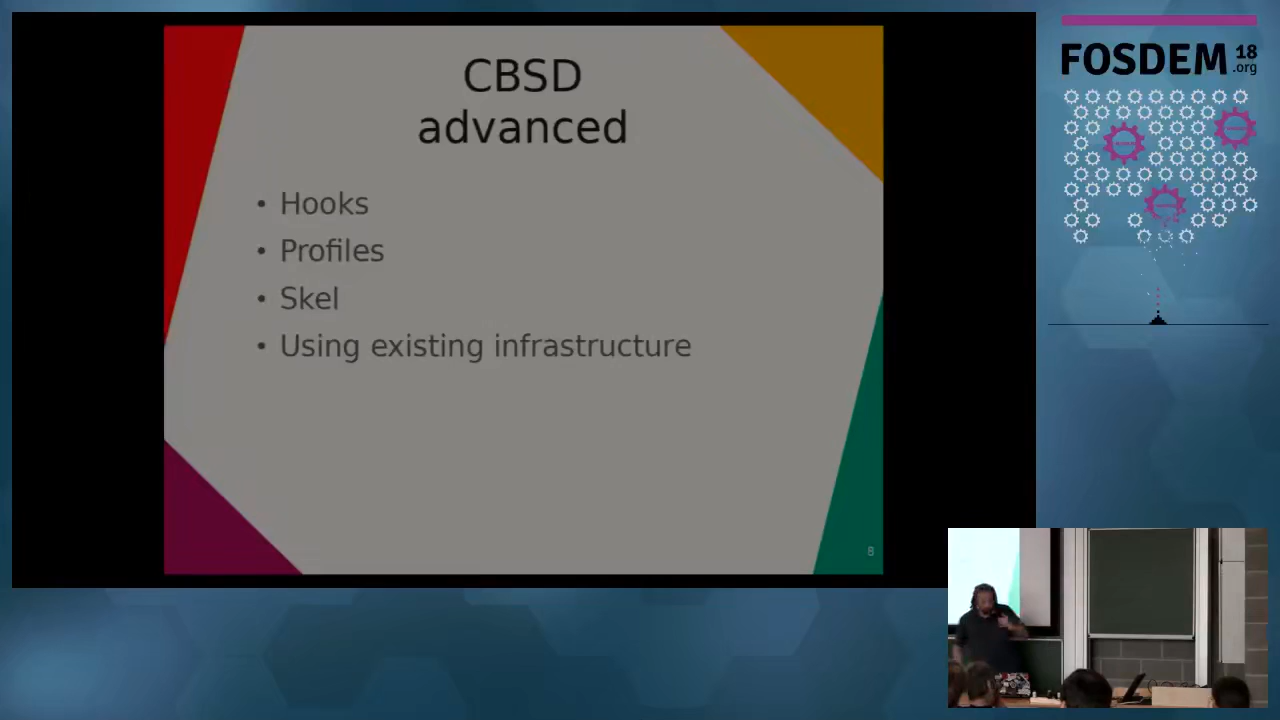 CBSD
advanced
• Hooks
• Profiles
• Skel
• Using existing infrastructure
8
FOSDEM 18
.org